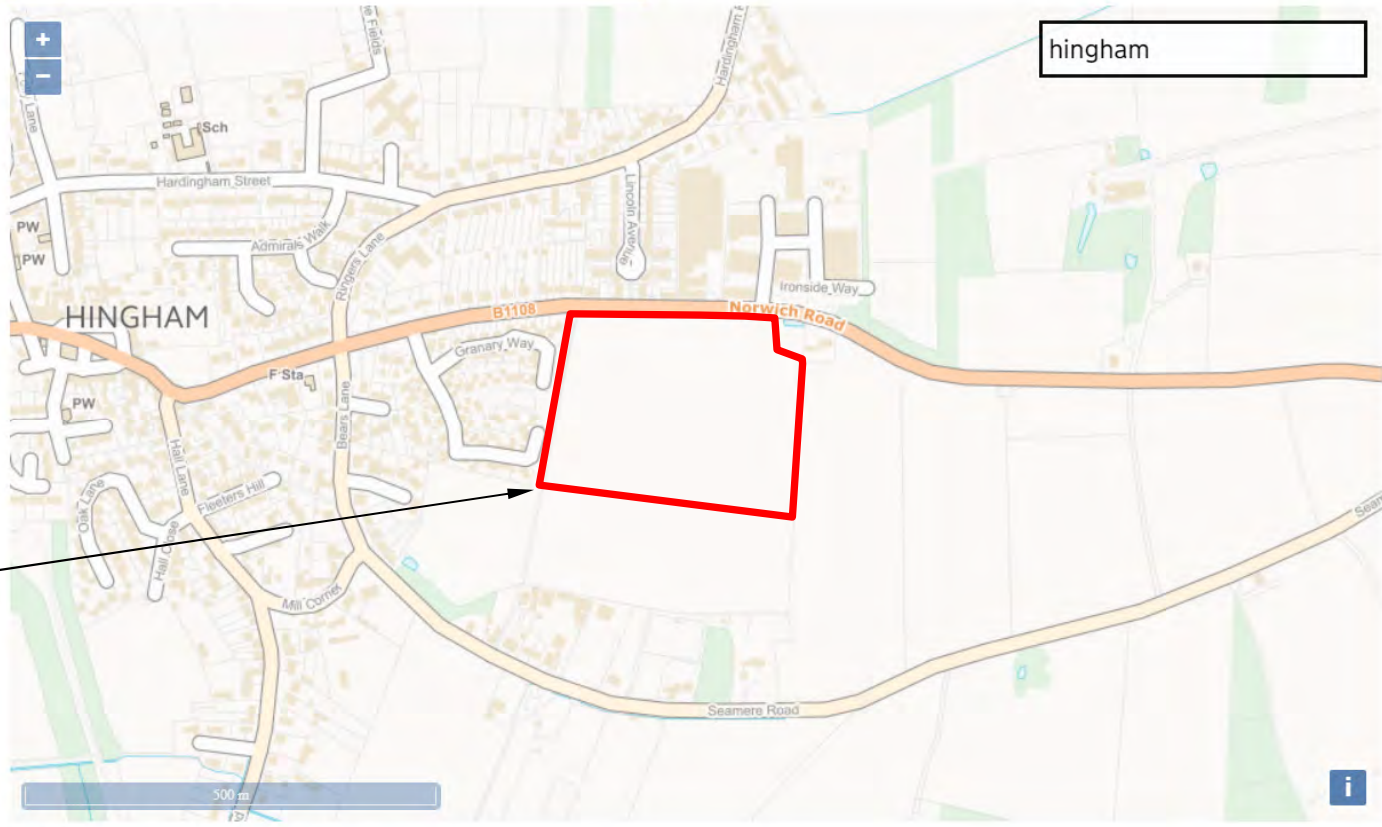 +
−
hingham
Sch
Hardingham Street
PW
PW
Admirals Walk
Ringers Lane
Lincoln Avenue
HINGHAM
B1108
Norwich Road
Ironside Way
Granary Way
F Sta
Bears Lane
PW
Hall Lane
Oak Lane
Fleeters Hill
Hall Close
Mill Corner
Seamere Road
500 m
i